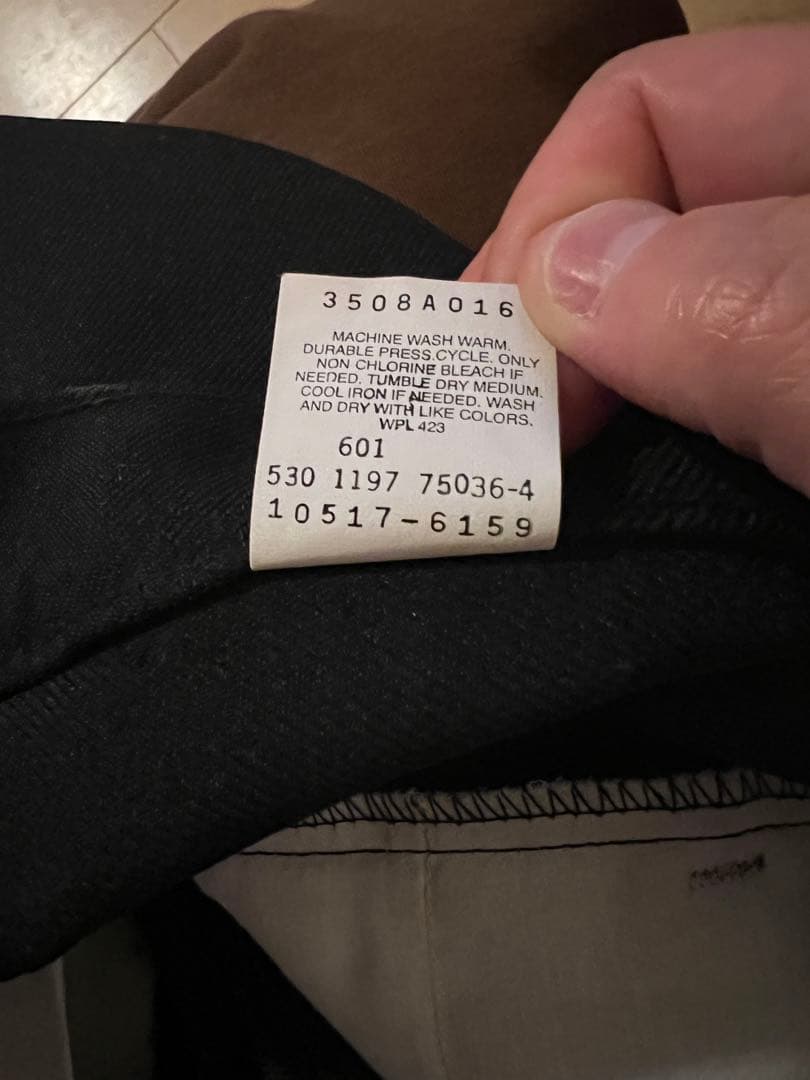 3508A016
MACHINE WASH WARM.
DURABLE PRESS.CYCLE. ONLY
NON CHLORINE BLEACH IF
NEEDED. TUMBLE DRY MEDIUM.
COOL IRON IF NEEDED. WASH
AND DRY WITH LIKE COLORS.
WPL 423
601
530 1197 75036-4
10517-6159